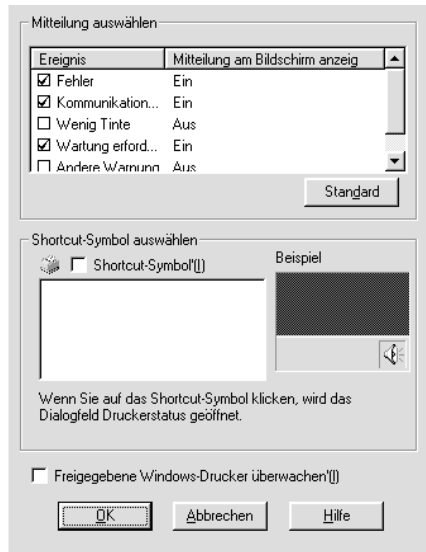 Mitteilung auswählen
Ereignis Mitteilung am Bildschirm anzeig
Fehler Ein
Kommunikation... Ein
Wenig Tinte Aus
Wartung erford... Ein
Andere Warnung Aus
Standard
Shortcut-Symbol auswählen
Shortcut-Symbol'(I)
Beispiel
Wenn Sie auf das Shortcut-Symbol klicken, wird das
Dialogfeld Druckerstatus geöffnet.
Freigegebene Windows-Drucker überwachen'(I)
OK Abbrechen Hilfe